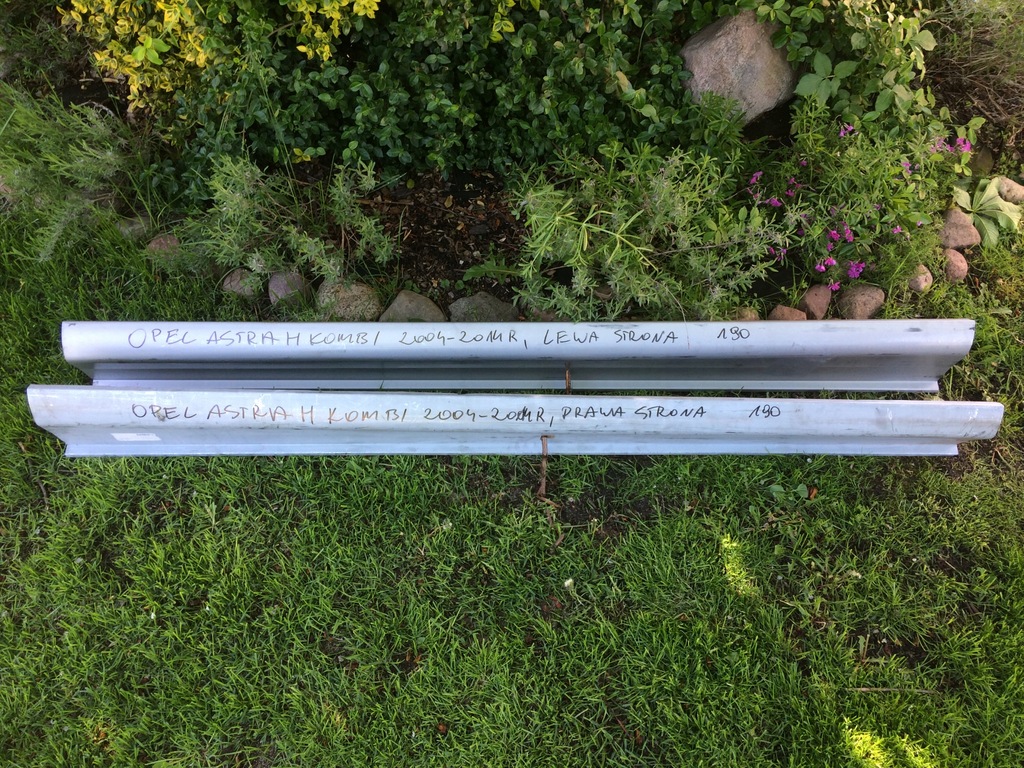 OPEL ASTRA H KOMBI 2004-2014R, LEWA STRONA 190
OPEL ASTRA H KOMBI 2004-2014R, PRAWA STRONA 190